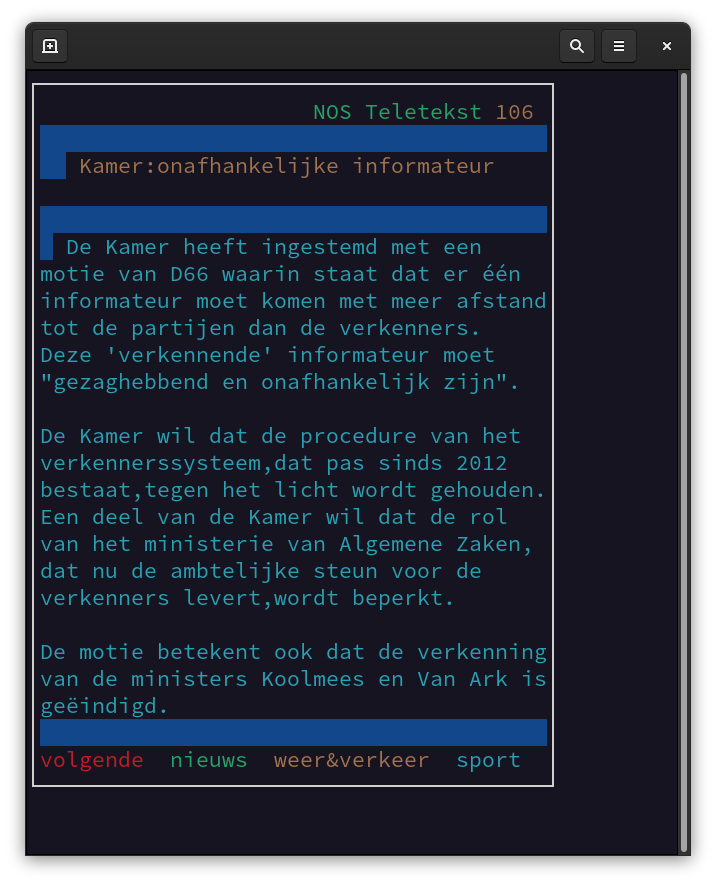 NOS Teletekst 106
Kamer:onafhankelijke informateur
De Kamer heeft ingestemd met een
motie van D66 waarin staat dat er één
informateur moet komen met meer afstand
tot de partijen dan de verkenners.
Deze 'verkennende' informateur moet
"gezaghebbend en onafhankelijk zijn".
De Kamer wil dat de procedure van het
verkennerssysteem,dat pas sinds 2012
bestaat,tegen het licht wordt gehouden.
Een deel van de Kamer wil dat de rol
van het ministerie van Algemene Zaken,
dat nu de ambtelijke steun voor de
verkenners levert,wordt beperkt.
De motie betekent ook dat de verkenning
van de ministers Koolmees en Van Ark is
geëindigd.
volgende nieuws weer&verkeer sport